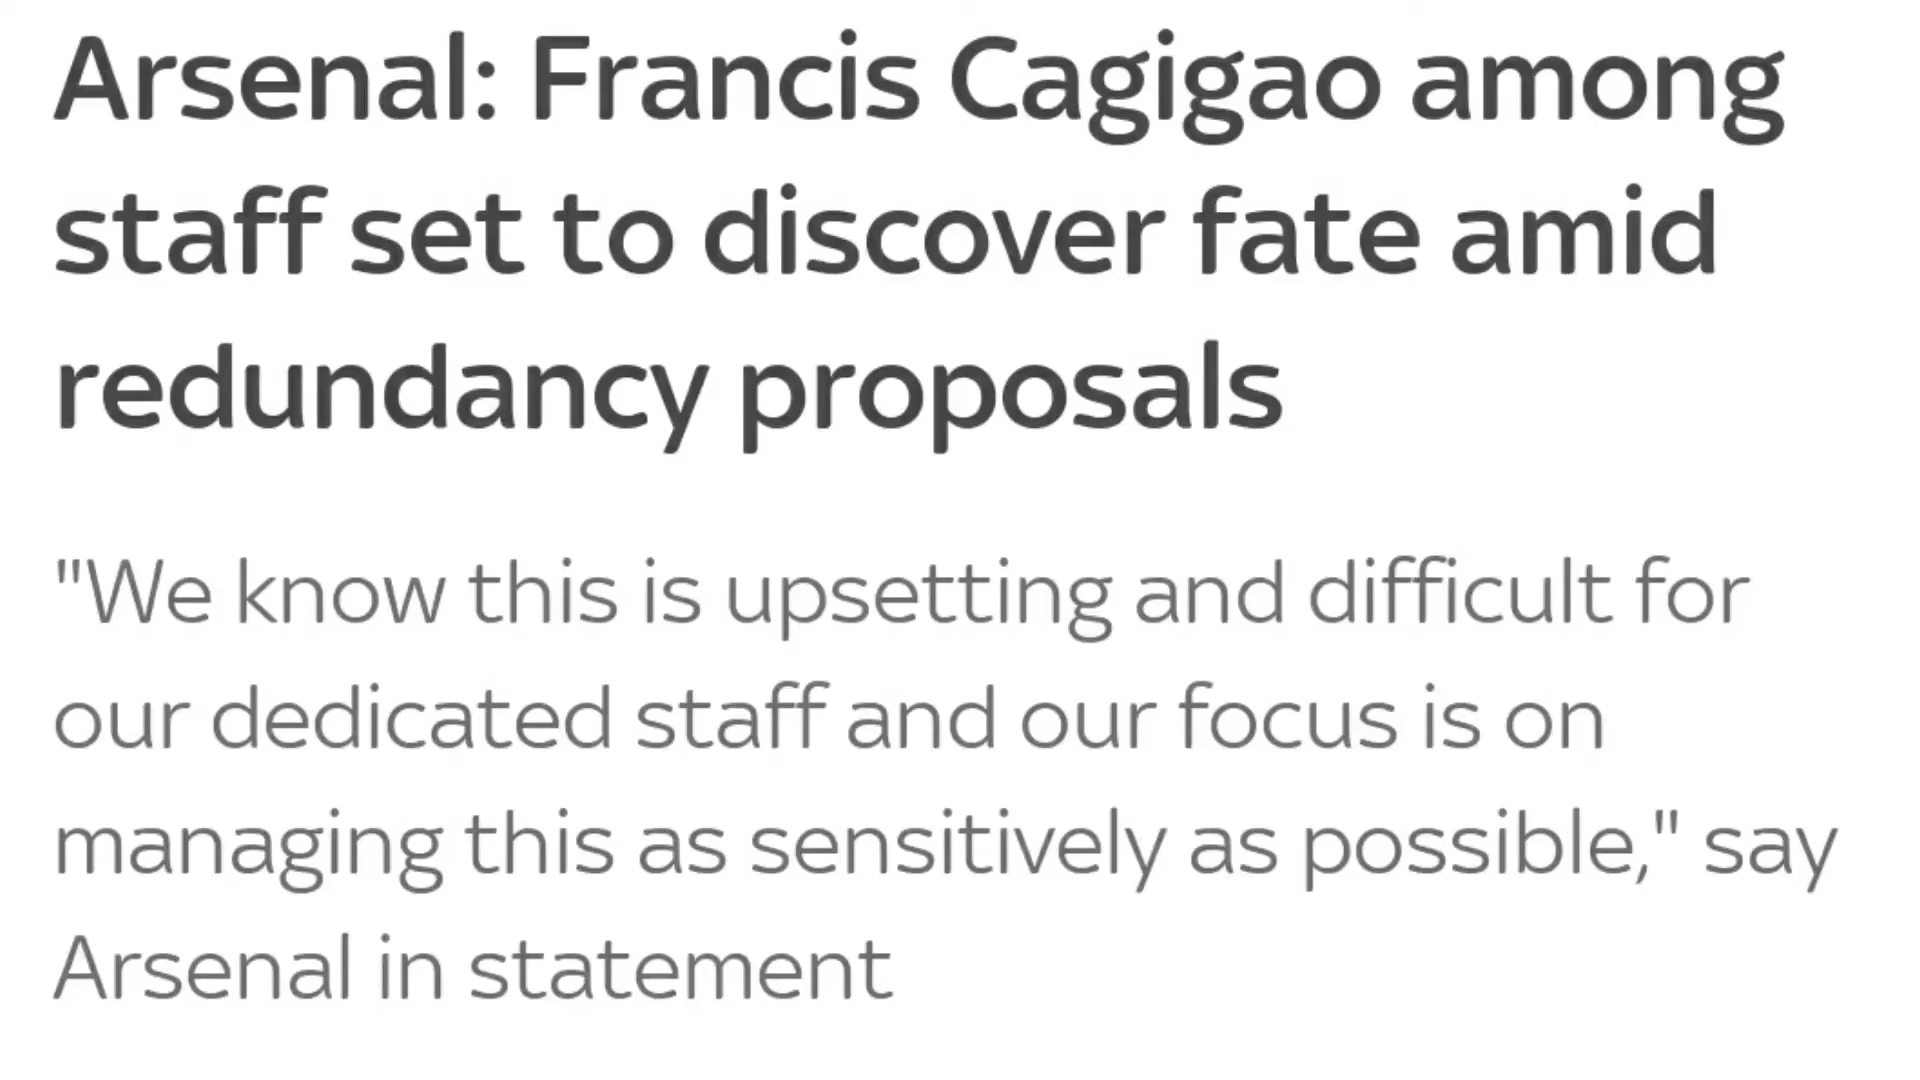 Arsenal: Francis Cagigao among
staff set to discover fate amid
redundancy proposals
"We know this is upsetting and difficult for
our dedicated staff and our focus is on
managing this as sensitively as possible," say
Arsenal in statement